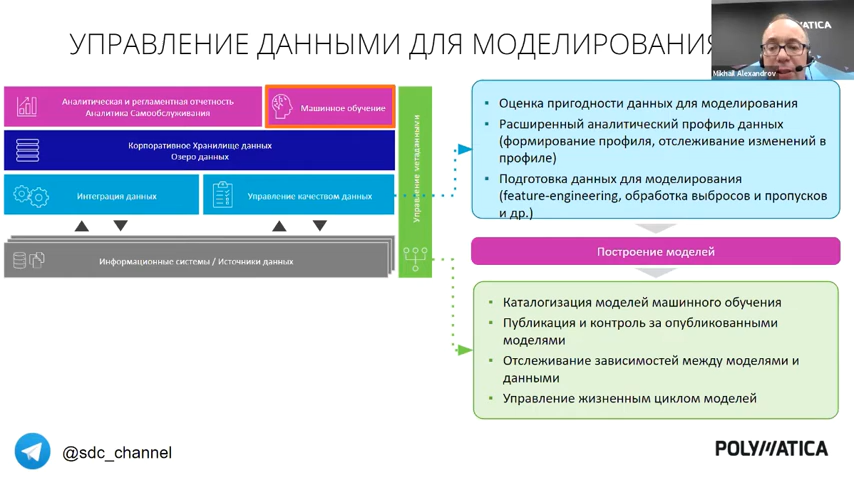 УПРАВЛЕНИЕ ДАННЫМИ ДЛЯ МОДЕЛИРОВАНИЯ
Mikhail Alexandrov
Аналитическая и регламентная отчетность
Аналитика Самообслуживания
Машинное обучение
Корпоративное Хранилище данных
Озеро данных
Интеграция данных
Управление качеством данных
Информационные системы / Источники данных
Управление метаданными
▪ Оценка пригодности данных для моделирования
▪ Расширенный аналитический профиль данных
(формирование профиля, отслеживание изменений в
профиле)
▪ Подготовка данных для моделирования
(feature-engineering, обработка выбросов и пропусков
и др.)
Построение моделей
▪ Каталогизация моделей машинного обучения
▪ Публикация и контроль за опубликованными
моделями
▪ Отслеживание зависимостей между моделями и
данными
▪ Управление жизненным циклом моделей
@sdc_channel
POLYMATICA